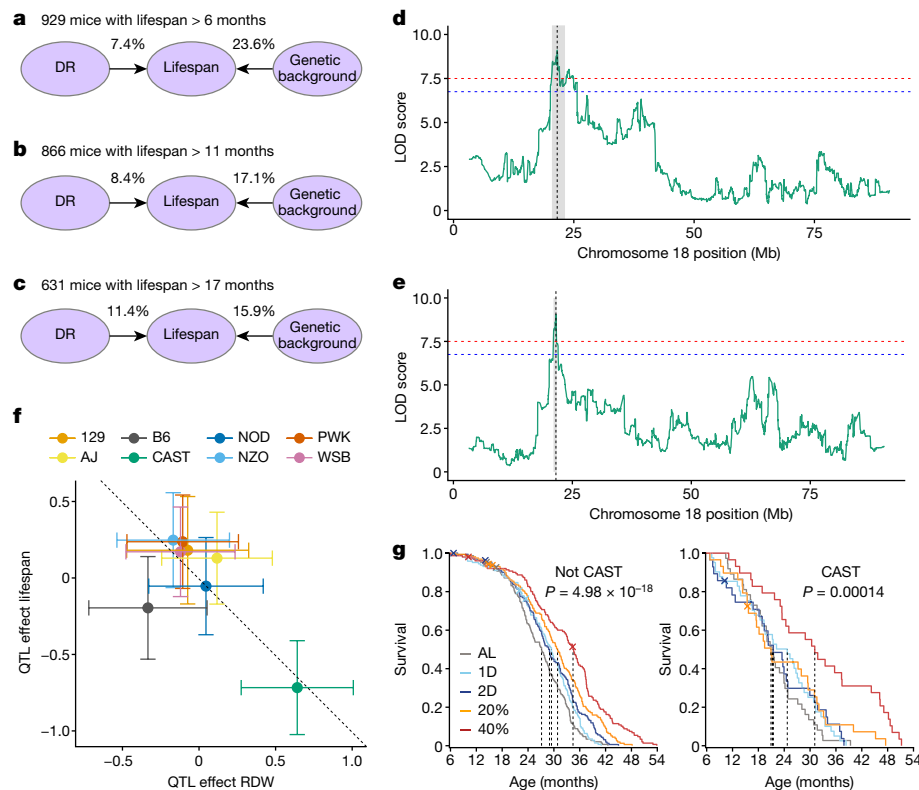 a 929 mice with lifespan > 6 months
7.4% 23.6%
DR Lifespan Genetic background
b 866 mice with lifespan > 11 months
8.4% 17.1%
DR Lifespan Genetic background
c 631 mice with lifespan > 17 months
11.4% 15.9%
DR Lifespan Genetic background
d
10.0
7.5
5.0
2.5
0
LOD score
0 25 50 75
Chromosome 18 position (Mb)
e
10.0
7.5
5.0
2.5
0
LOD score
0 25 50 75
Chromosome 18 position (Mb)
f
129 B6 NOD PWK
AJ CAST NZO WSB
0.5
0
−0.5
−1.0
QTL effect lifespan
−0.5 0 0.5 1.0
QTL effect RDW
g
1.0
0.8
0.6
0.4
0.2
0
Survival
Not CAST
P = 4.98 × 10⁻¹⁸
AL
1D
2D
20%
40%
6 12 18 24 30 36 42 48 54
Age (months)
1.0
0.8
0.6
0.4
0.2
0
Survival
CAST
P = 0.00014
6 12 18 24 30 36 42 48 54
Age (months)